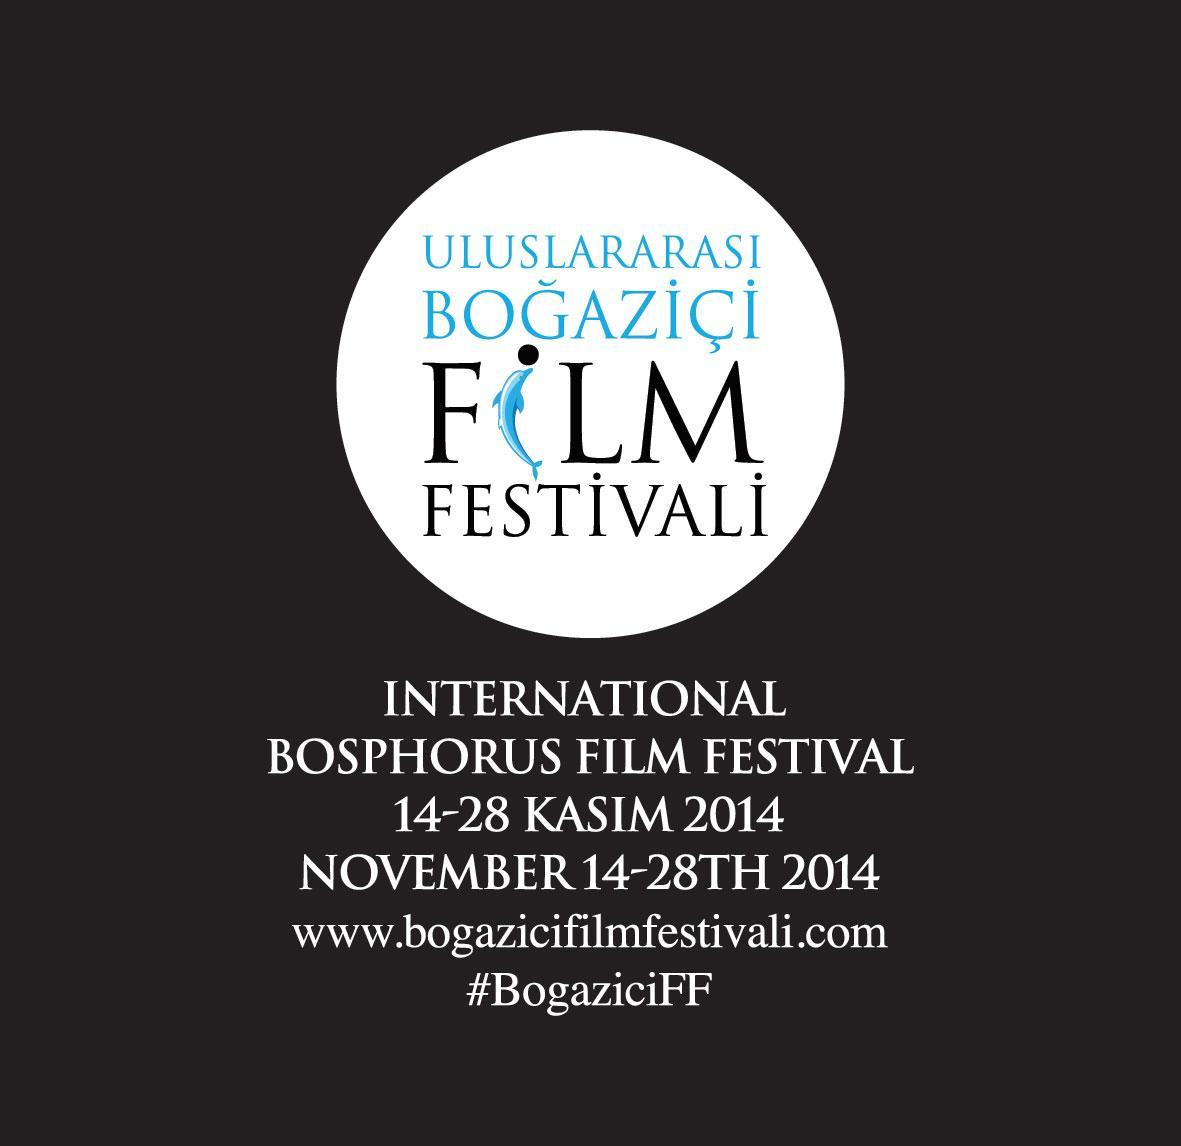 ULUSLARARASI
BOĞAZİÇİ
FİLM
FESTİVALİ
INTERNATIONAL
BOSPHORUS FILM FESTIVAL
14-28 KASIM 2014
NOVEMBER 14-28TH 2014
www.bogazicifilmfestivali.com
#BogaziciFF